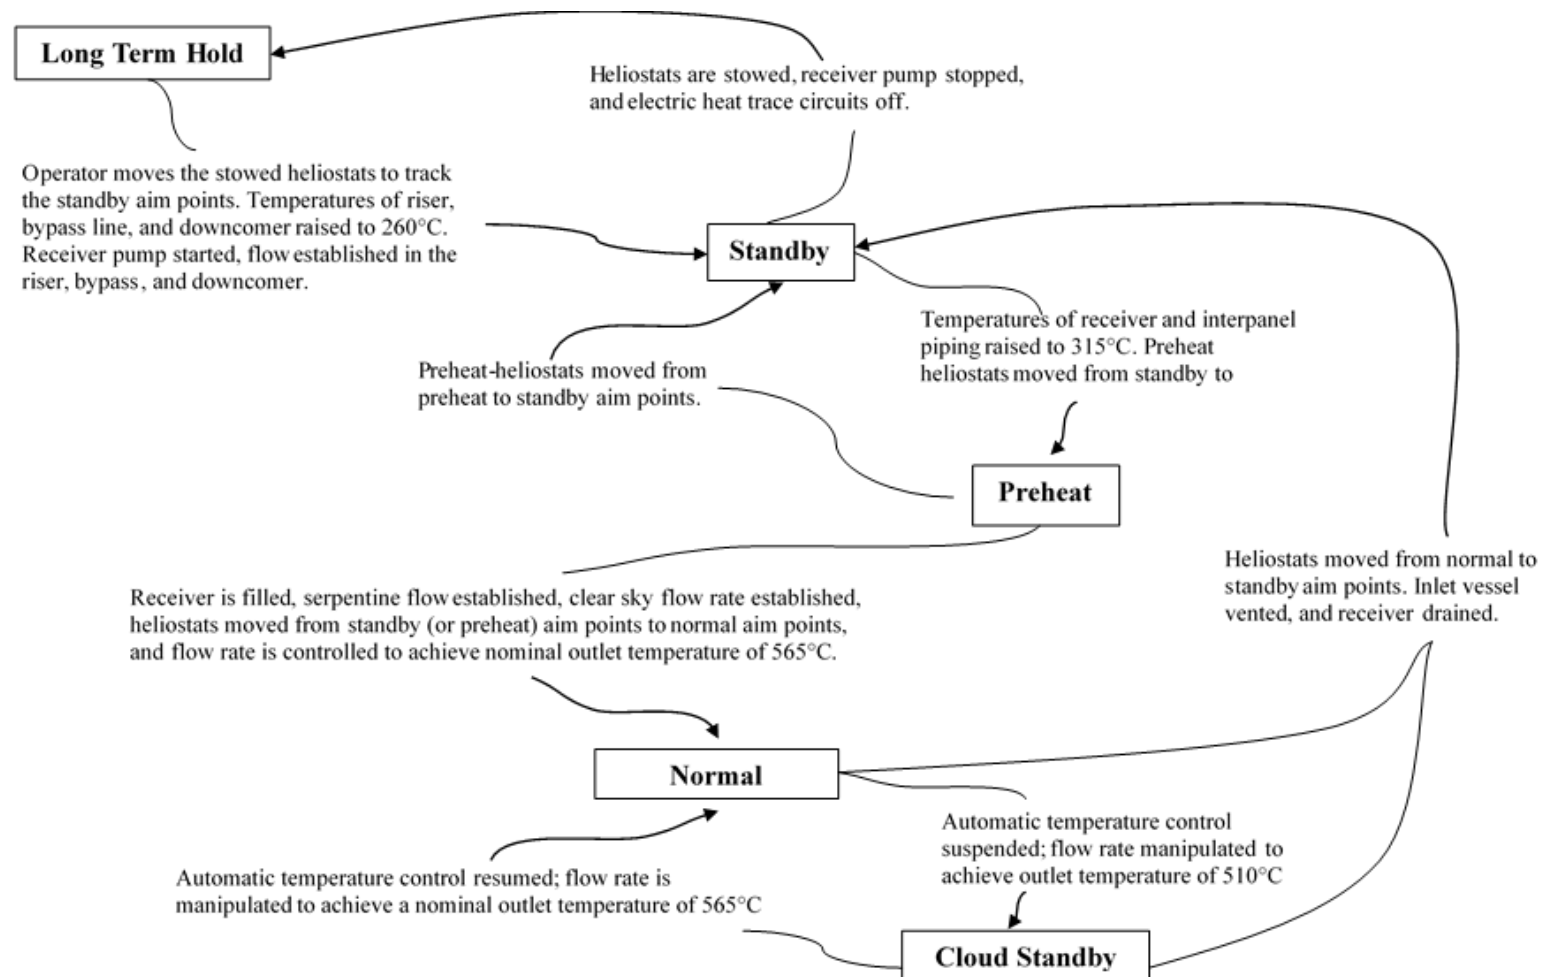 Long Term Hold
Heliostats are stowed, receiver pump stopped,
and electric heat trace circuits off.
Operator moves the stowed heliostats to track
the standby aim points. Temperatures of riser,
bypass line, and downcomer raised to 260°C.
Receiver pump started, flow established in the
riser, bypass, and downcomer.
Standby
Temperatures of receiver and interpanel
piping raised to 315°C. Preheat
heliostats moved from standby to
Preheat-heliostats moved from
preheat to standby aim points.
Preheat
Heliostats moved from normal to
standby aim points. Inlet vessel
vented, and receiver drained.
Receiver is filled, serpentine flow established, clear sky flow rate established,
heliostats moved from standby (or preheat) aim points to normal aim points,
and flow rate is controlled to achieve nominal outlet temperature of 565°C.
Normal
Automatic temperature control
suspended; flow rate manipulated to
achieve outlet temperature of 510°C
Automatic temperature control resumed; flow rate is
manipulated to achieve a nominal outlet temperature of 565°C
Cloud Standby